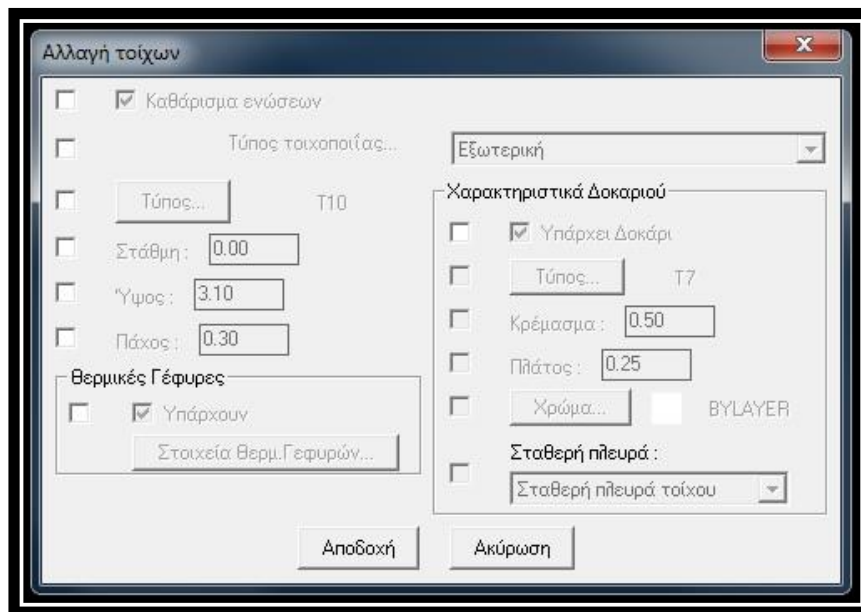 Αλλαγή τοίχων
Καθάρισμα ενώσεων
Τύπος τοιχοποιΐας...
Εξωτερική
Τύπος...
T10
Στάθμη :
0.00
Ύψος :
3.10
Πάχος :
0.30
Θερμικές Γέφυρες
Υπάρχουν
Στοιχεία Θερμ.Γεφυρών...
Χαρακτηριστικά Δοκαριού
Υπάρχει Δοκάρι
Τύπος...
T7
Κρέμασμα :
0.50
Πλάτος :
0.25
Χρώμα...
BYLAYER
Σταθερή πλευρά :
Σταθερή πλευρά τοίχου
Αποδοχή
Ακύρωση